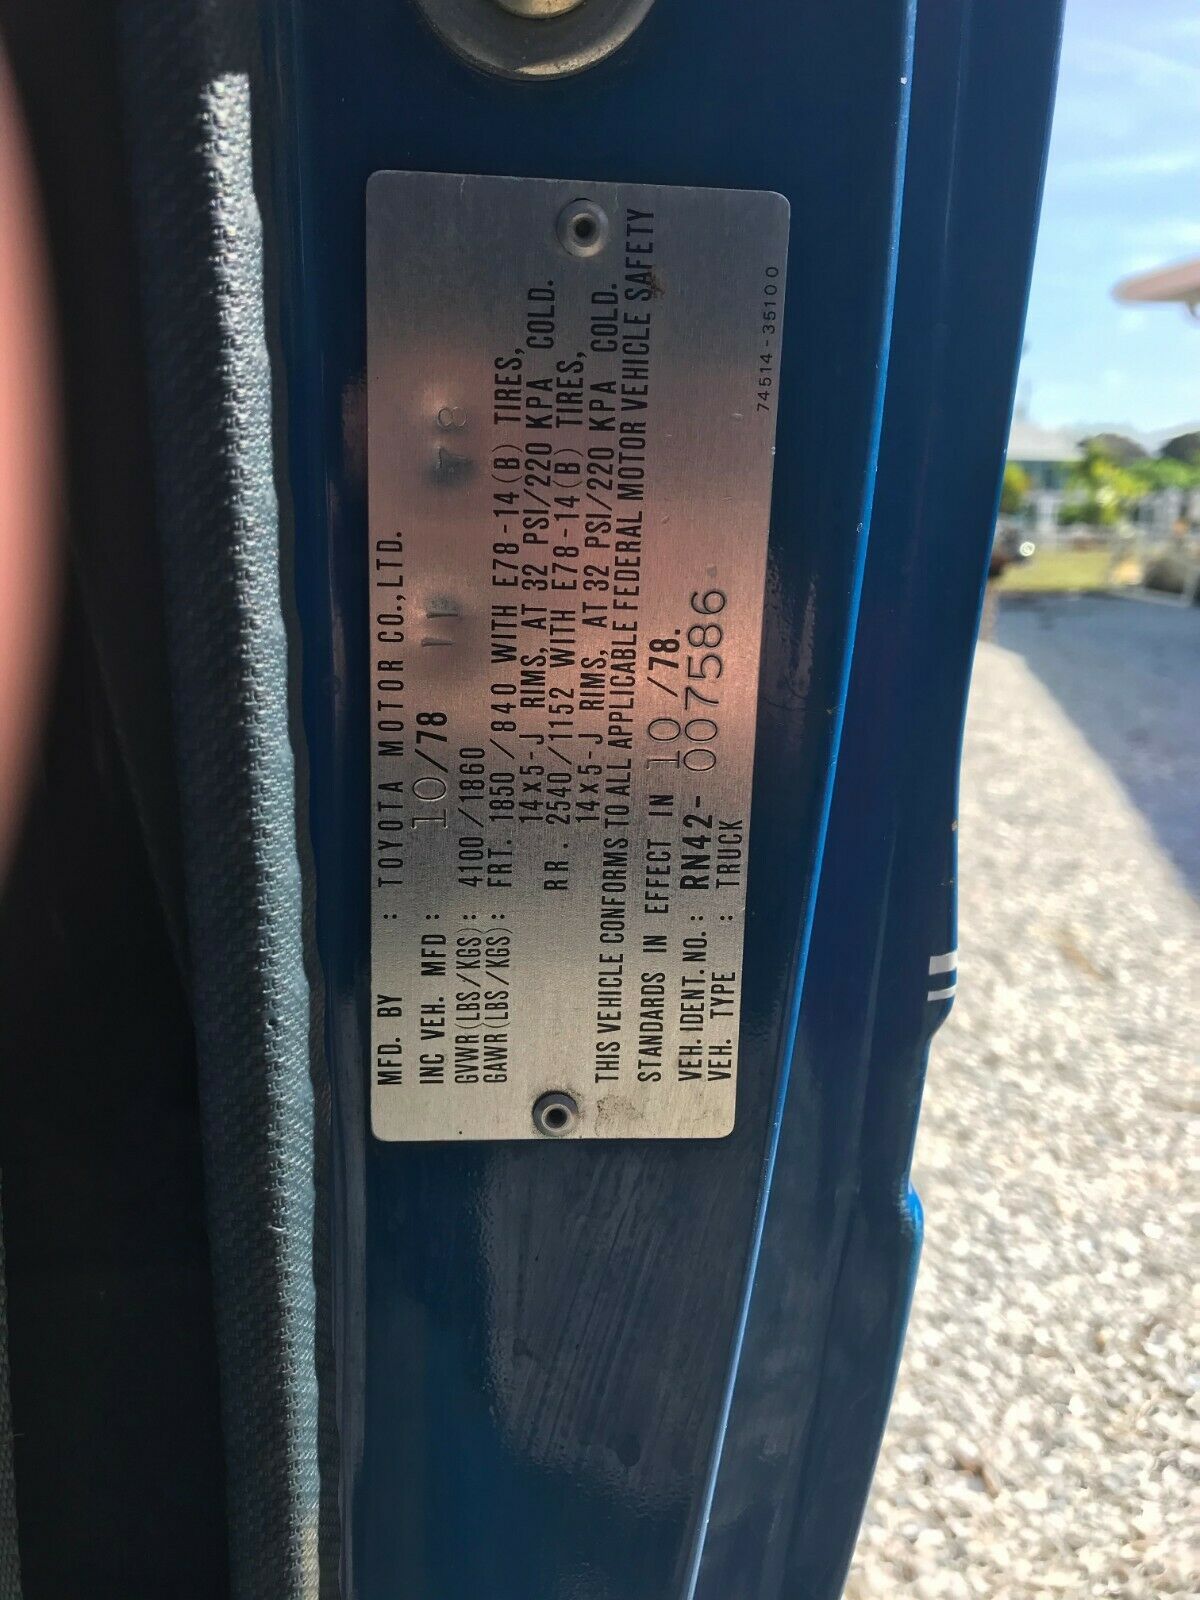 MFD. BY : TOYOTA MOTOR CO.,LTD.
INC VEH. MFD : 10/78
GVWR(LBS/KGS): 4100/1860
GAWR(LBS/KGS): FRT. 1850/840 WITH E78-14(B) TIRES,
14x5-J RIMS, AT 32 PSI/220 KPA COLD.
RR. 2540/1152 WITH E78-14(B) TIRES,
14x5-J RIMS, AT 32 PSI/220 KPA COLD.
THIS VEHICLE CONFORMS TO ALL APPLICABLE FEDERAL MOTOR VEHICLE SAFETY
STANDARDS IN EFFECT IN 10/78.
VEH. IDENT. NO. : RN42-007586
VEH. TYPE : TRUCK
74514-35100